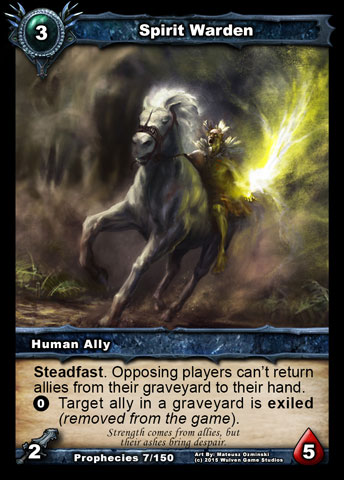 3
Spirit Warden
Human Ally
Steadfast. Opposing players can't return
allies from their graveyard to their hand.
0 Target ally in a graveyard is exiled
(removed from the game).
Strength comes from allies, but
their ashes bring despair.
2
Prophecies 7/150
Art By: Mateusz Ozminski
(c) 2015 Wulven Game Studios
5